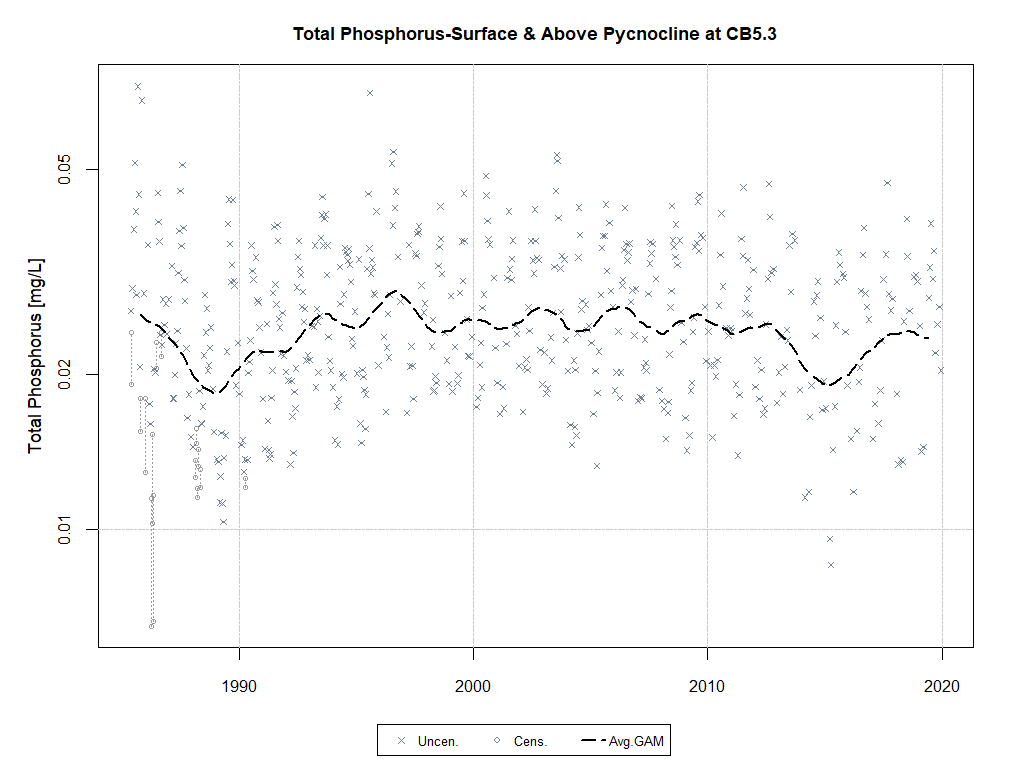 Total Phosphorus-Surface & Above Pycnocline at CB5.3
Total Phosphorus [mg/L]
0.05
0.02
0.01
1990 2000 2010 2020
Uncen. Cens. Avg.GAM